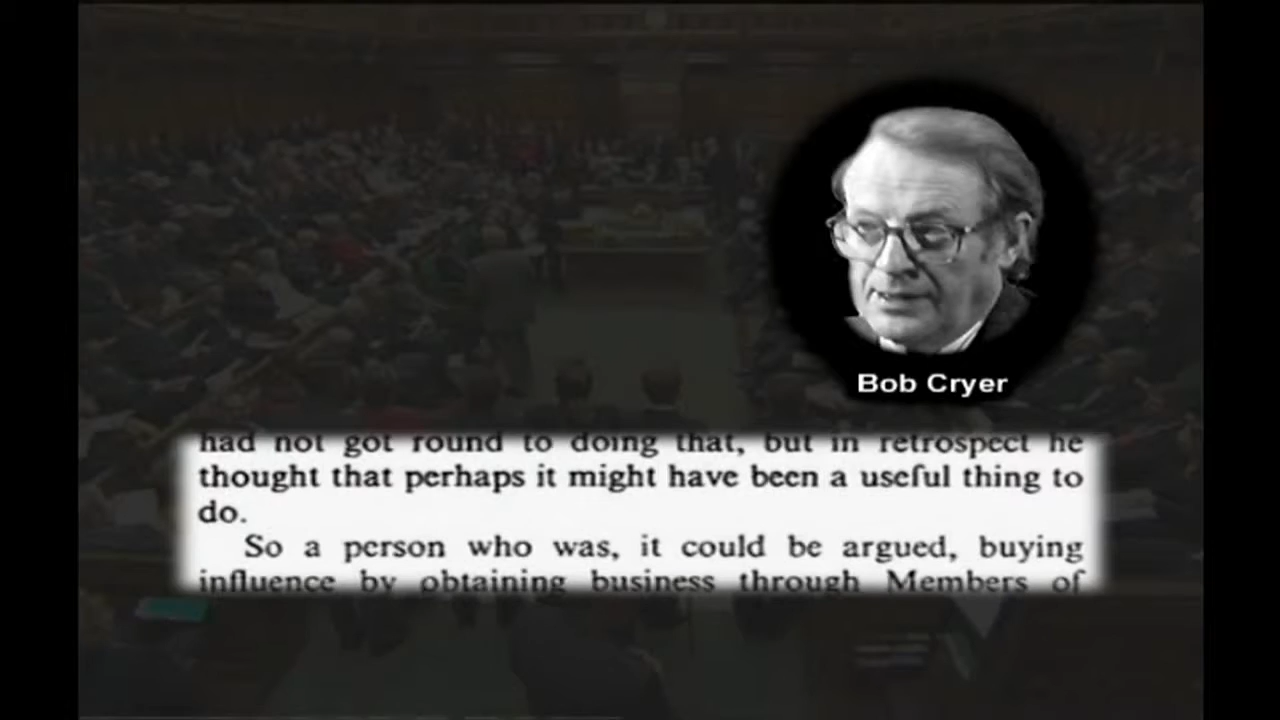 Bob Cryer
had not got round to doing that, but in retrospect he
thought that perhaps it might have been a useful thing to
do.
So a person who was, it could be argued, buying
influence by obtaining business through Members of